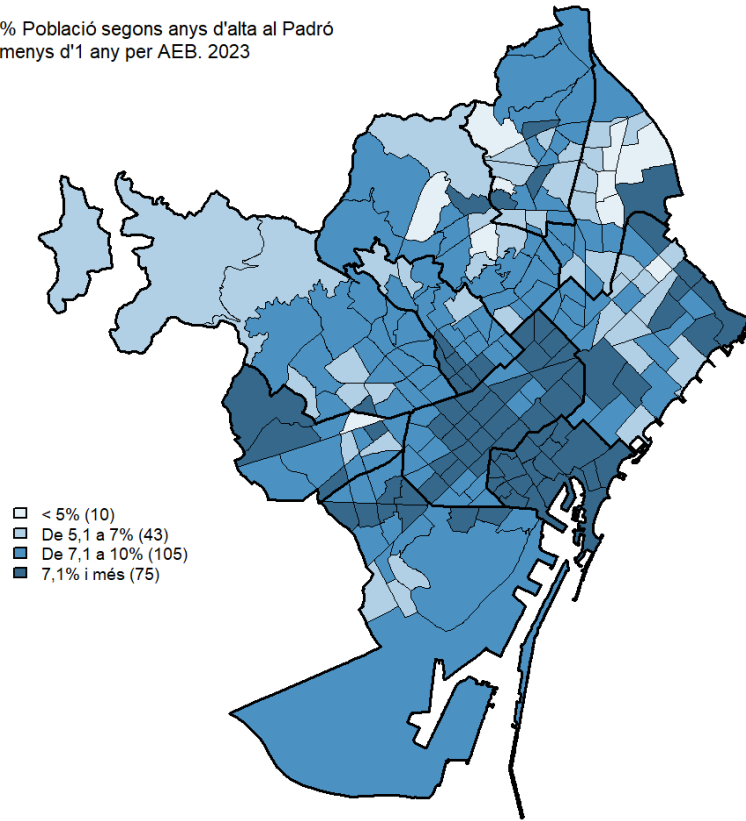 % Població segons anys d'alta al Padró
menys d'1 any per AEB. 2023
< 5% (10)
De 5,1 a 7% (43)
De 7,1 a 10% (105)
7,1% i més (75)